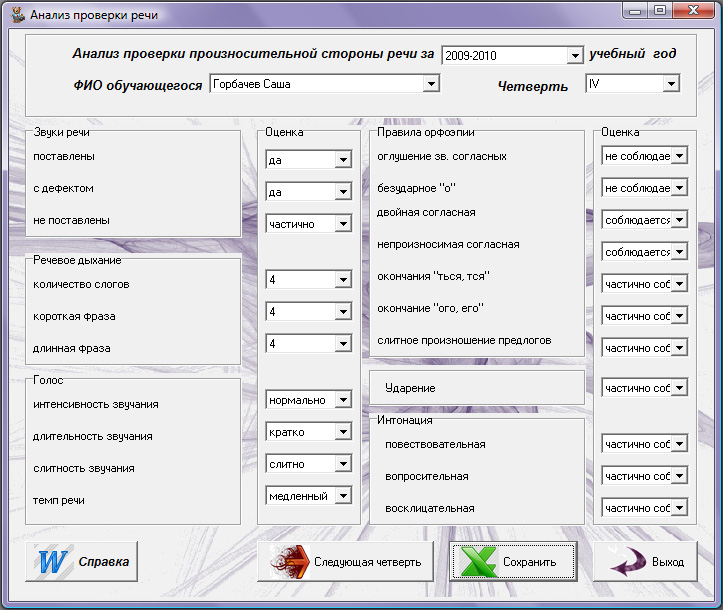 Анализ проверки речи
Анализ проверки произносительной стороны речи за 2009-2010 учебный год
ФИО обучающегося Горбачев Саша Четверть IV
Звуки речи Оценка
поставлены да
с дефектом да
не поставлены частично
Речевое дыхание
количество слогов 4
короткая фраза 4
длинная фраза 4
Голос
интенсивность звучания нормально
длительность звучания кратко
слитность звучания слитно
темп речи медленный
Правила орфоэпии Оценка
оглушение зв. согласных не соблюдае
безударное "о" не соблюдае
двойная согласная соблюдается
непроизносимая согласная соблюдается
окончания "ться, тся" частично соб
окончание "ого, его" частично соб
слитное произношение предлогов частично соб
Ударение частично соб
Интонация
повествовательная частично соб
вопросительная частично соб
восклицательная частично соб
Справка Следующая четверть Сохранить Выход